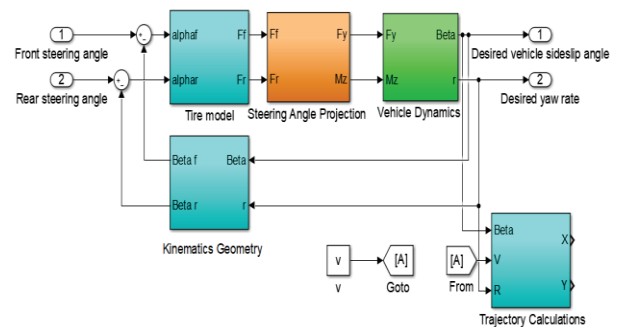 1
Front steering angle
2
Rear steering angle
+
-
+
-
alphaf
alphar
Ff
Fr
Tire model
Ff
Fr
Fy
Mz
Steering Angle Projection
Fy
Mz
Beta
r
Vehicle Dynamics
1
Desired vehicle sideslip angle
2
Desired yaw rate
Beta f
Beta r
Beta
r
Kinematics Geometry
v
v
[A]
Goto
[A]
From
Beta
V
R
X
Y
Trajectory Calculations